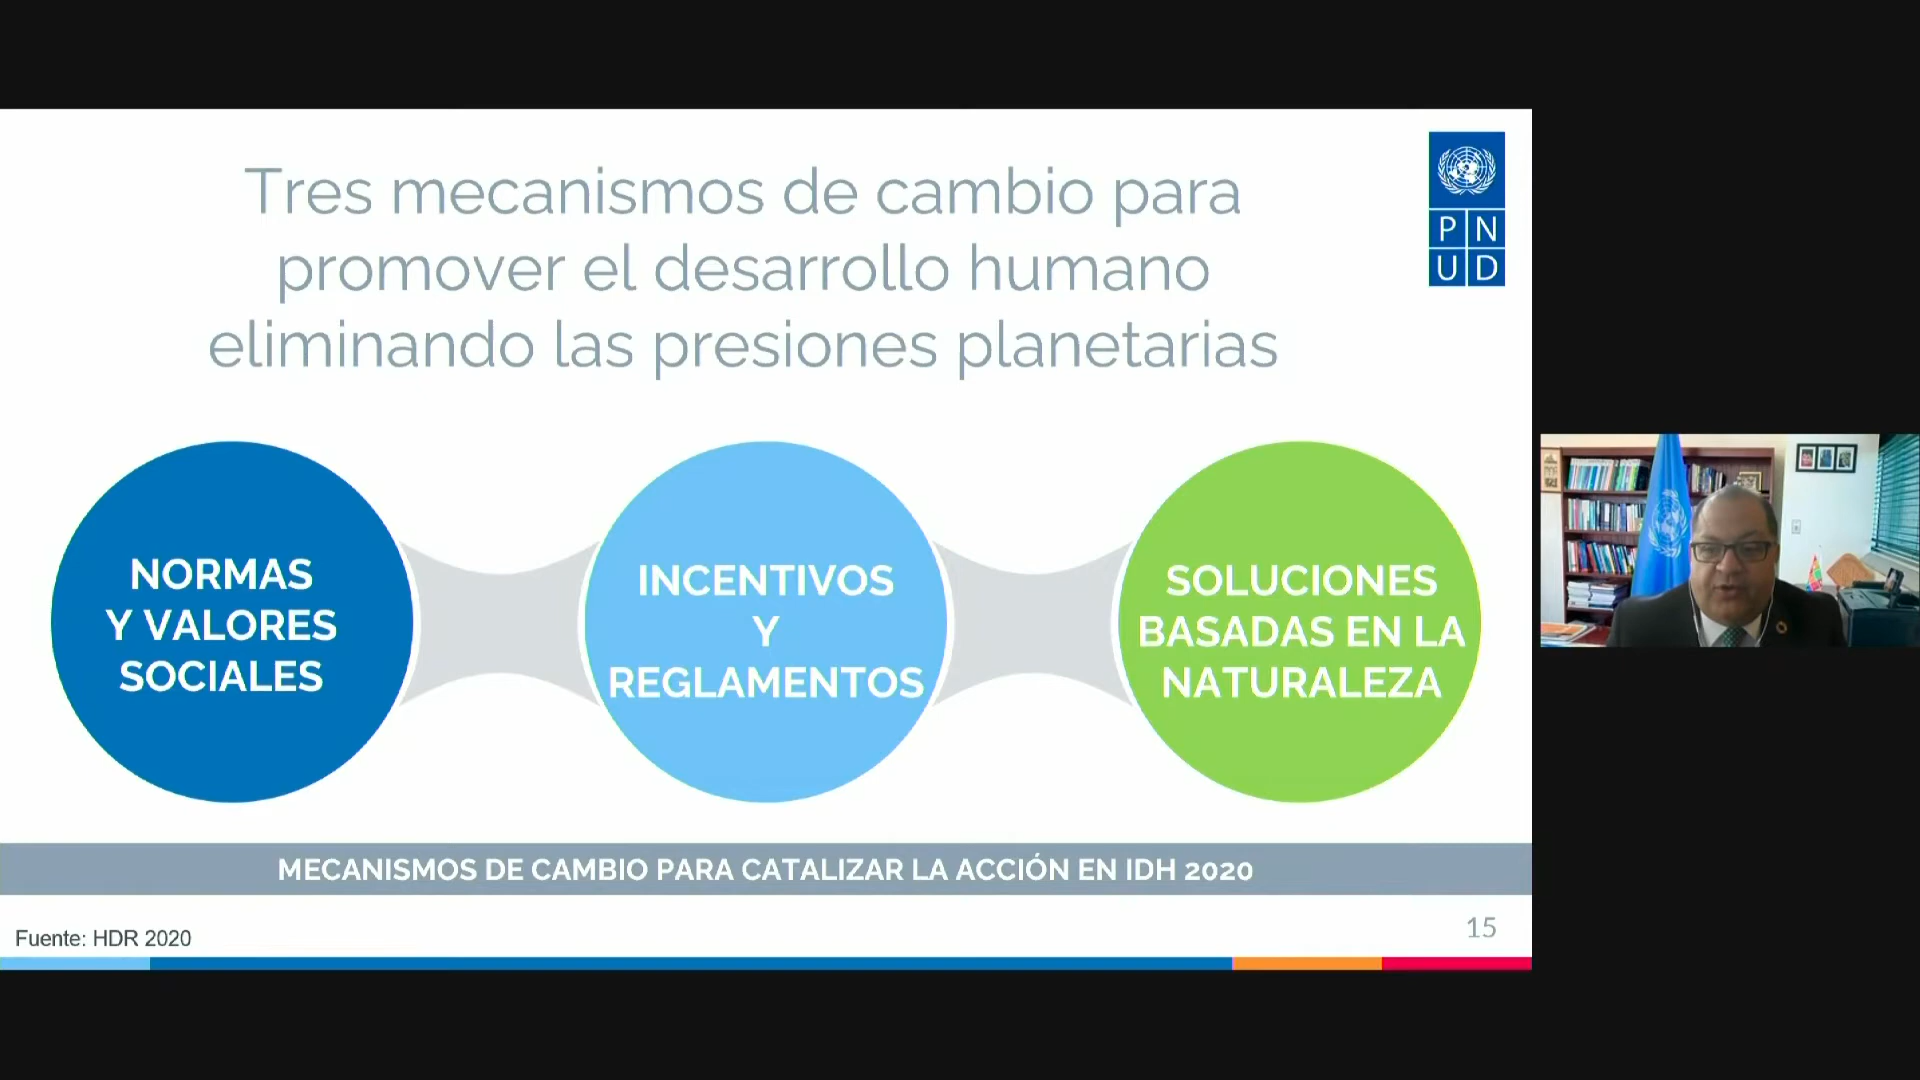 Tres mecanismos de cambio para
promover el desarrollo humano
eliminando las presiones planetarias
P N
U D
NORMAS
Y VALORES
SOCIALES
INCENTIVOS
Y
REGLAMENTOS
SOLUCIONES
BASADAS EN LA
NATURALEZA
MECANISMOS DE CAMBIO PARA CATALIZAR LA ACCIÓN EN IDH 2020
Fuente: HDR 2020
15